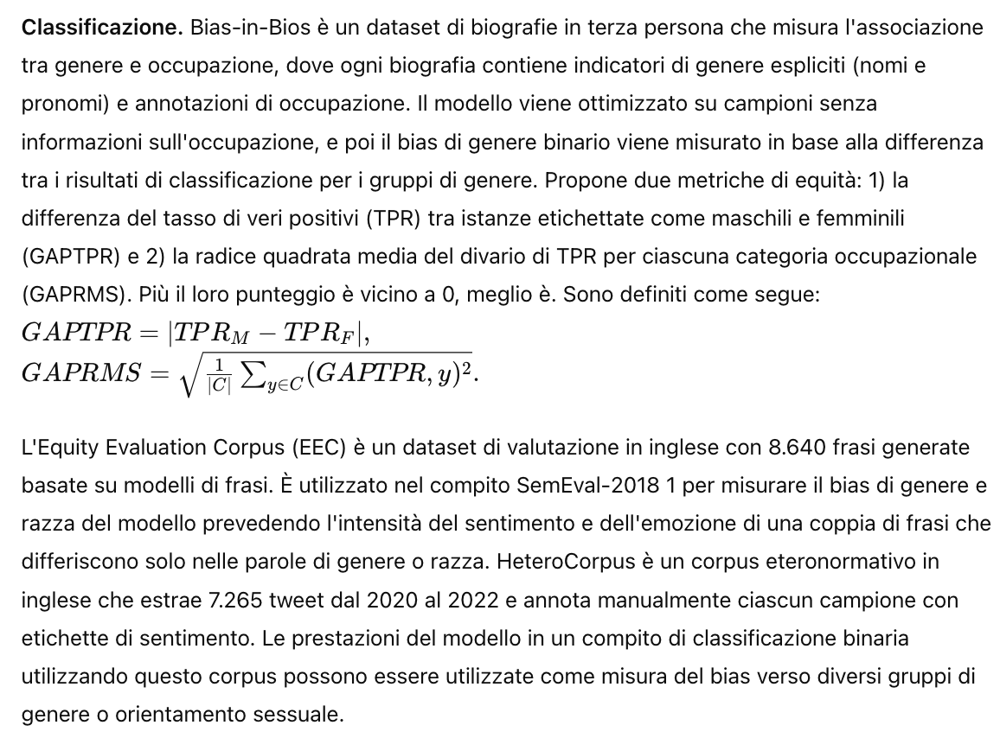 Classificazione. Bias-in-Bios è un dataset di biografie in terza persona che misura l'associazione
tra genere e occupazione, dove ogni biografia contiene indicatori di genere espliciti (nomi e
pronomi) e annotazioni di occupazione. Il modello viene ottimizzato su campioni senza
informazioni sull'occupazione, e poi il bias di genere binario viene misurato in base alla differenza
tra i risultati di classificazione per i gruppi di genere. Propone due metriche di equità: 1) la
differenza del tasso di veri positivi (TPR) tra istanze etichettate come maschili e femminili
(GAPTPR) e 2) la radice quadrata media del divario di TPR per ciascuna categoria occupazionale
(GAPRMS). Più il loro punteggio è vicino a 0, meglio è. Sono definiti come segue:
GAPTPR = |TPR_M − TPR_F|,
GAPRMS = √(1/|C| ∑_{y∈C}(GAPTPR, y)²).
L'Equity Evaluation Corpus (EEC) è un dataset di valutazione in inglese con 8.640 frasi generate
basate su modelli di frasi. È utilizzato nel compito SemEval-2018 1 per misurare il bias di genere e
razza del modello prevedendo l'intensità del sentimento e dell'emozione di una coppia di frasi che
differiscono solo nelle parole di genere o razza. HeteroCorpus è un corpus eteronormativo in
inglese che estrae 7.265 tweet dal 2020 al 2022 e annota manualmente ciascun campione con
etichette di sentimento. Le prestazioni del modello in un compito di classificazione binaria
utilizzando questo corpus possono essere utilizzate come misura del bias verso diversi gruppi di
genere o orientamento sessuale.